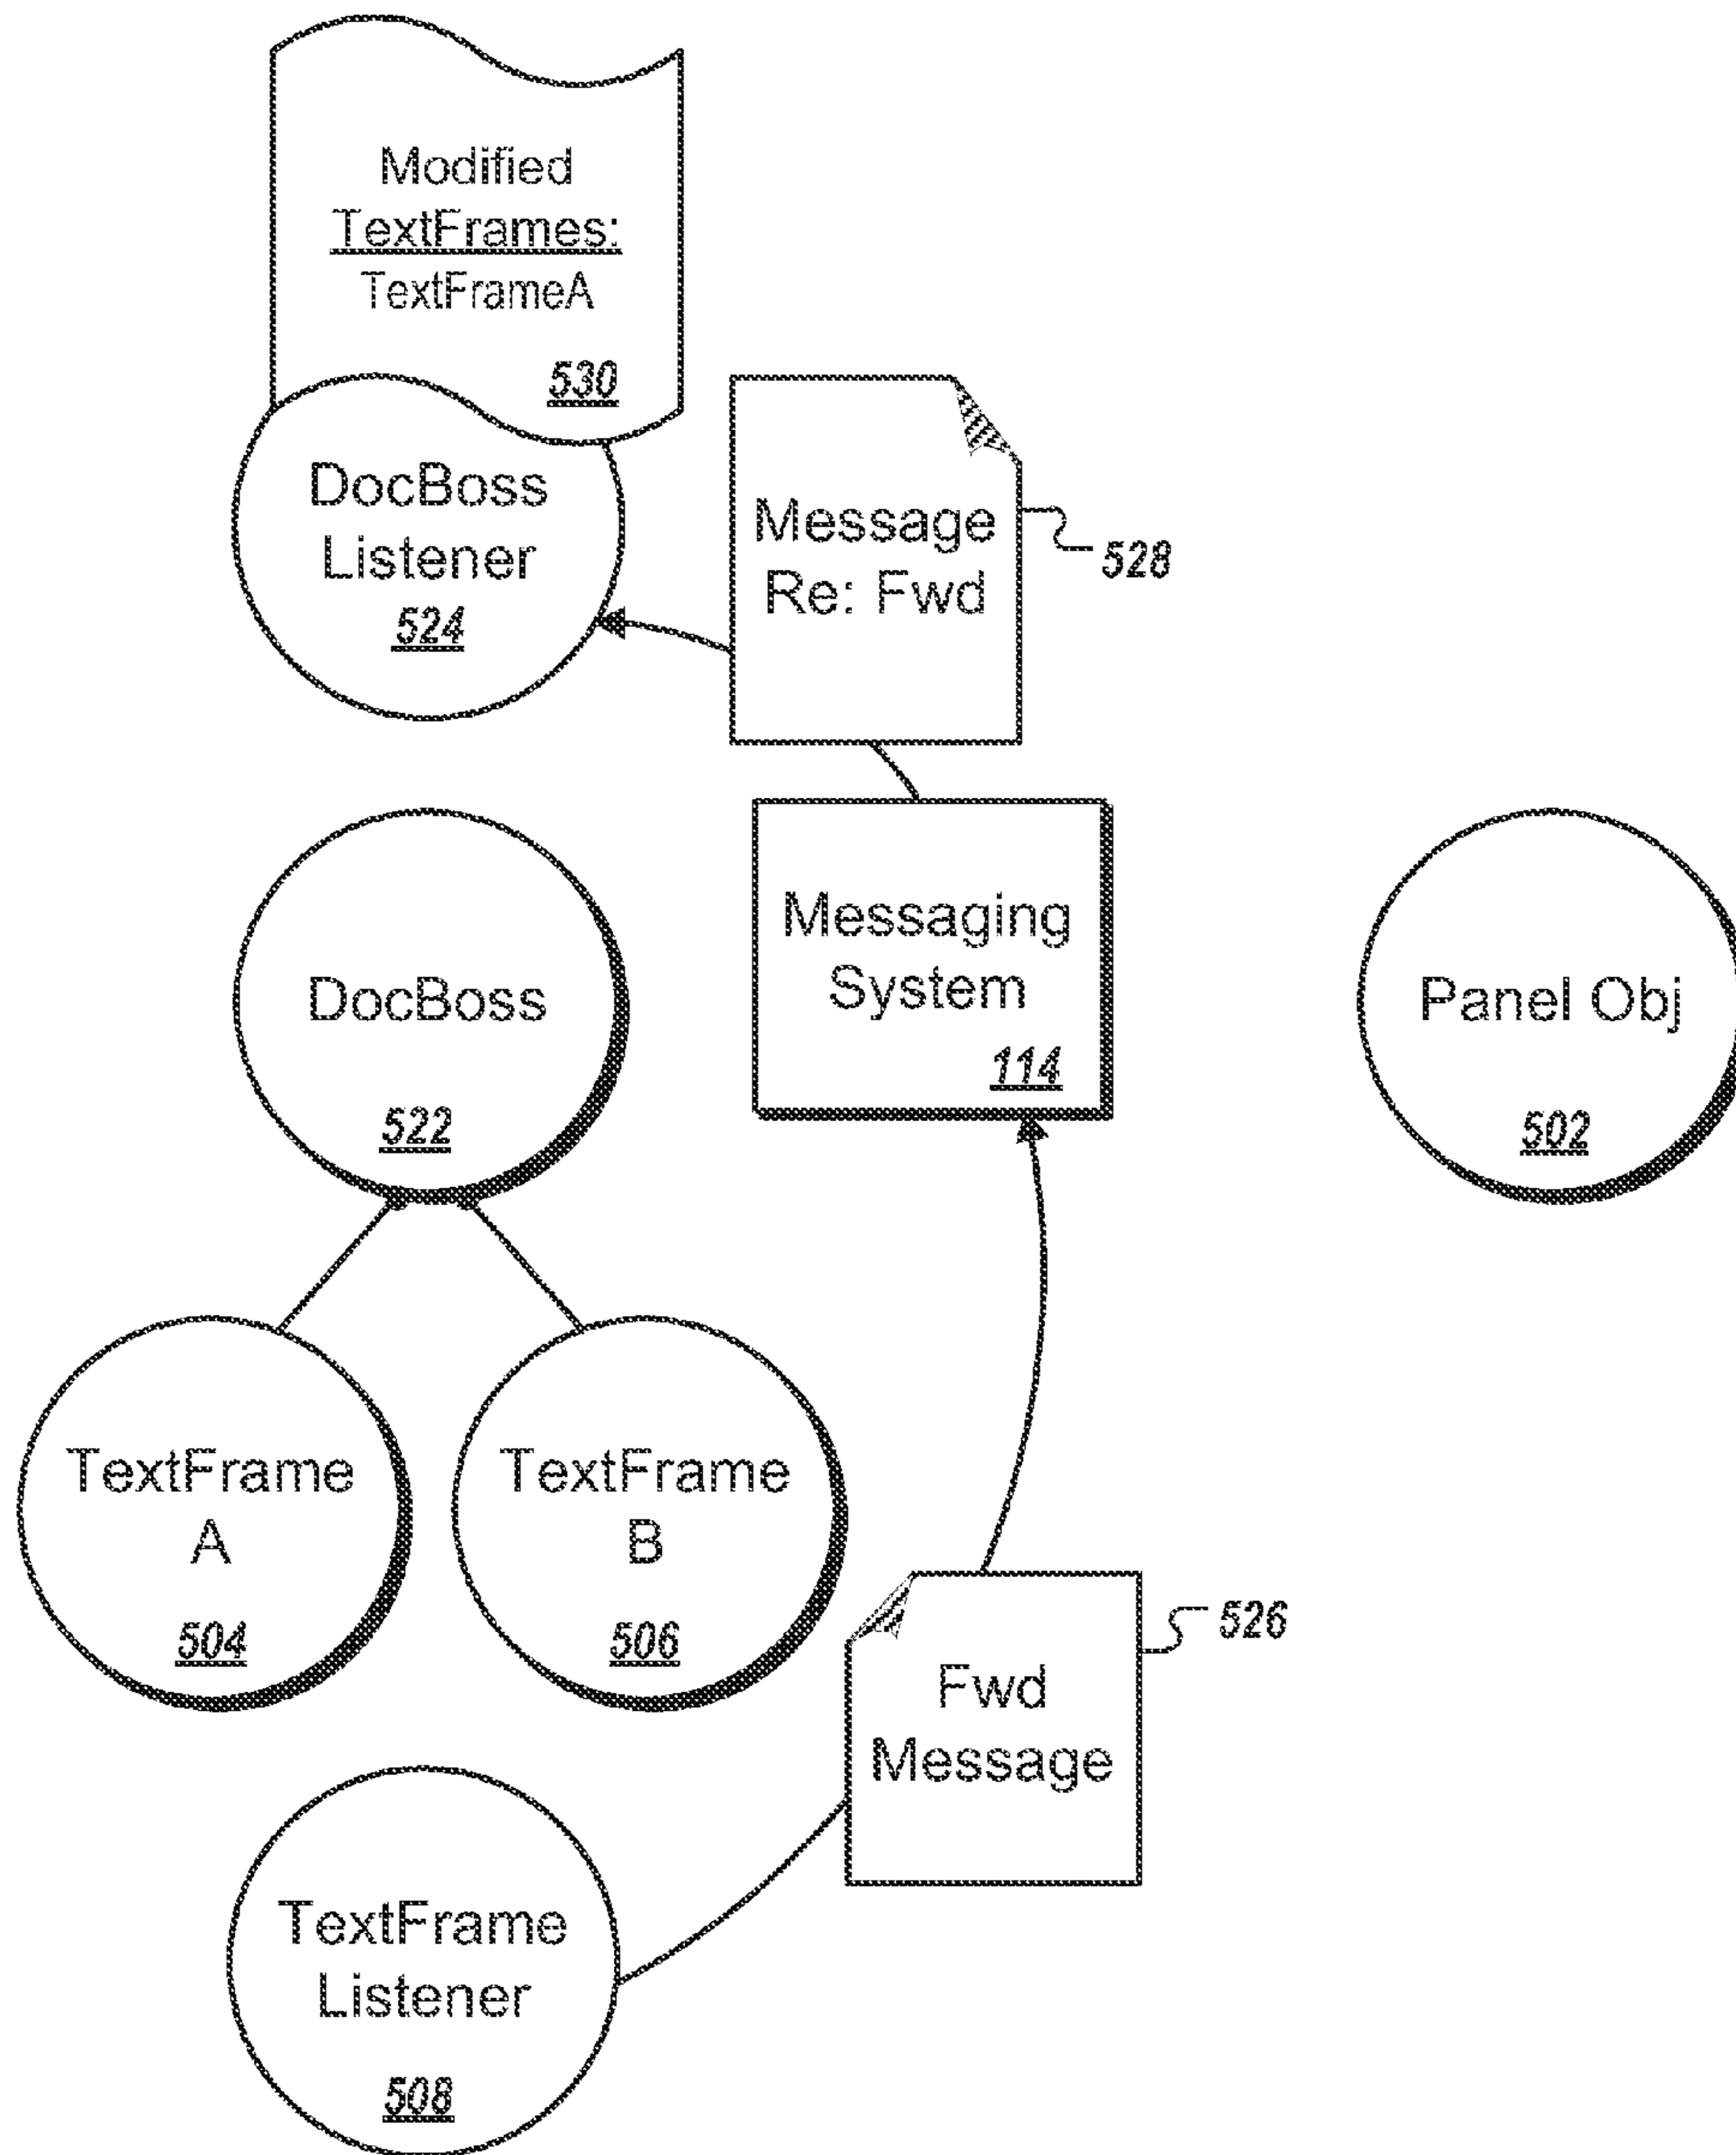 Modified
TextFrames:
TextFrameA
530
DocBoss
Listener
524
Message
Re: Fwd
528
DocBoss
522
Messaging
System
114
Panel Obj
502
TextFrame
A
504
TextFrame
B
506
Fwd
Message
526
TextFrame
Listener
508